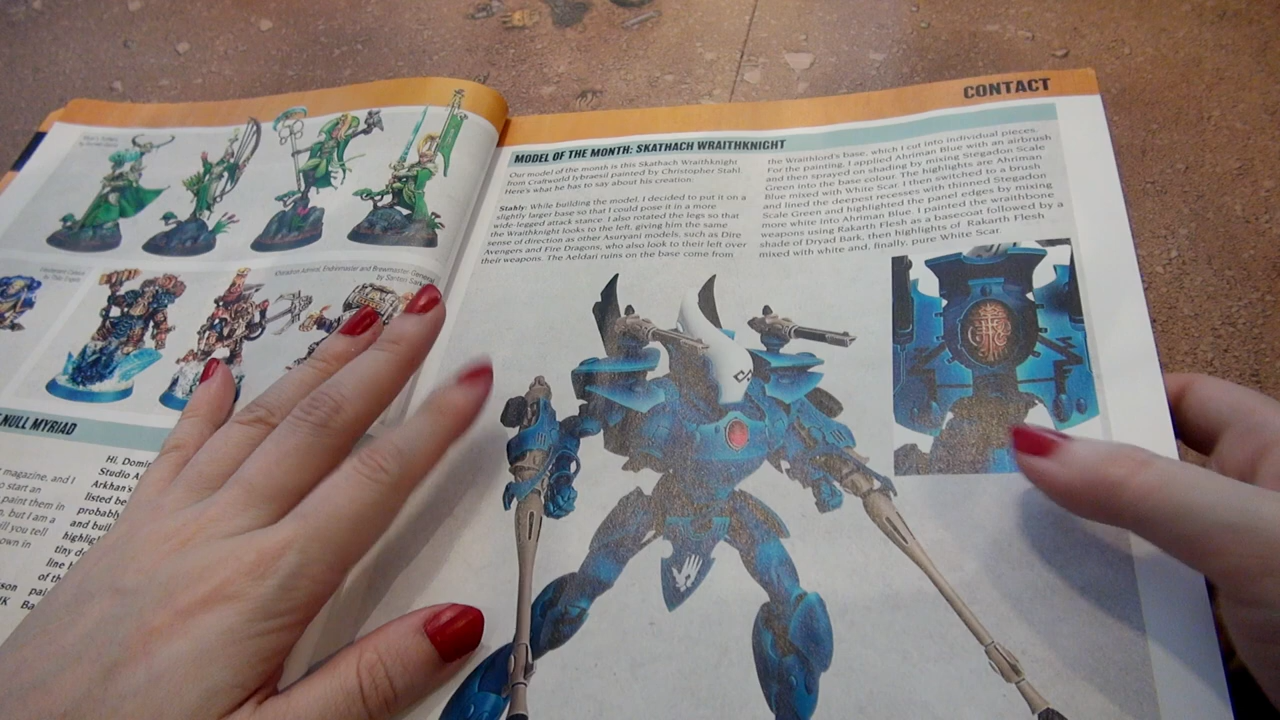 CONTACT
MODEL OF THE MONTH: SKATHACH WRAITHKNIGHT
Our model of the month is this Skathach Wraithknight
from Craftworld Iybraesil painted by Christopher Stahl.
Here's what he has to say about his creation:
Stahly: While building the model, I decided to put it on a
slightly larger base so that I could pose it in a more
wide-legged attack stance. I also rotated the legs so that
the Wraithknight looks to the left, giving him the same
sense of direction as other Asuryani models, such as Dire
Avengers and Fire Dragons, who also look to their left over
their weapons. The Aeldari ruins on the base come from
the Wraithlord's base, which I cut into individual pieces.
For the painting, I applied Ahriman Blue with an airbrush
and then sprayed on shading by mixing Stegadon Scale
Green into the base colour. The highlights are Ahriman
Blue mixed with White Scar. I then switched to a brush
and lined the deepest recesses with thinned Stegadon
Scale Green and highlighted the panel edges by mixing
more white into Ahriman Blue. I painted the wraithbone
weapons using Rakarth Flesh as a basecoat followed by a
shade of Dryad Bark, then highlights of Rakarth Flesh
mixed with white and, finally, pure White Scar.
Endrinmaster and Brewmaster General
by
NULL MYRIAD
magazine, and I
start an
paint them in
but I am a
you tell
own in
Hi,
Studio
Arkhan's
listed be
probabl
and buil
highlig
tiny de
line
of th